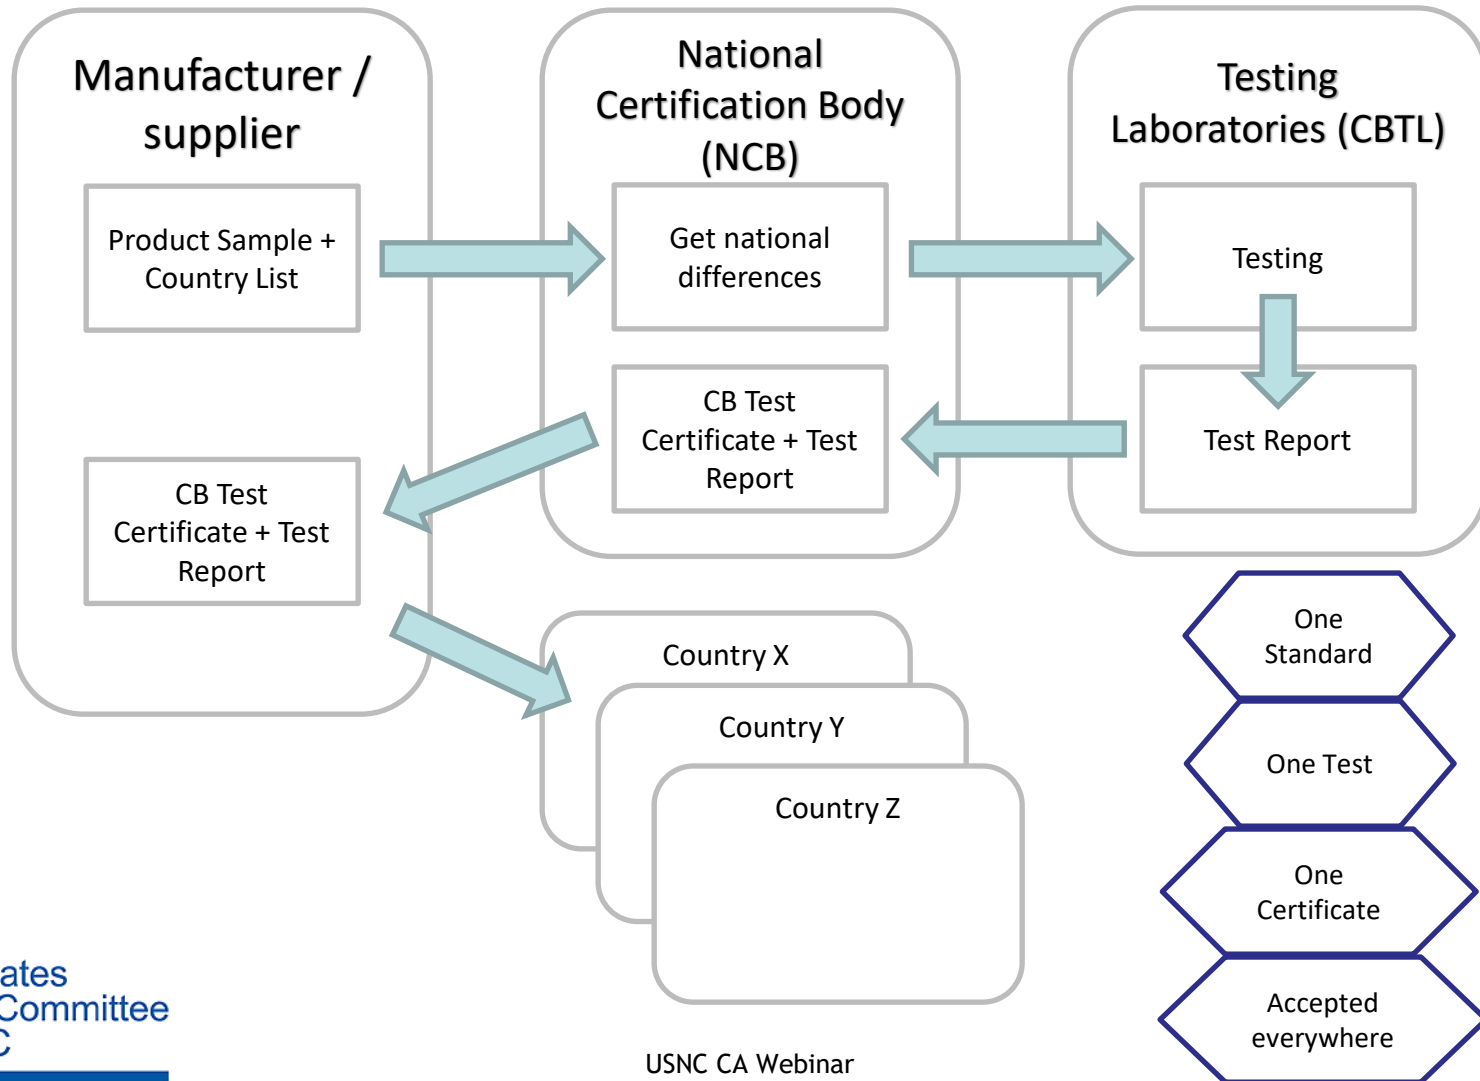 Manufacturer /
supplier
Product Sample +
Country List
CB Test
Certificate + Test
Report
National
Certification Body
(NCB)
Get national
differences
CB Test
Certificate + Test
Report
Testing
Laboratories (CBTL)
Testing
Test Report
Country X
Country Y
Country Z
One
Standard
One Test
One
Certificate
Accepted
everywhere
ates
Committee
USNC CA Webinar